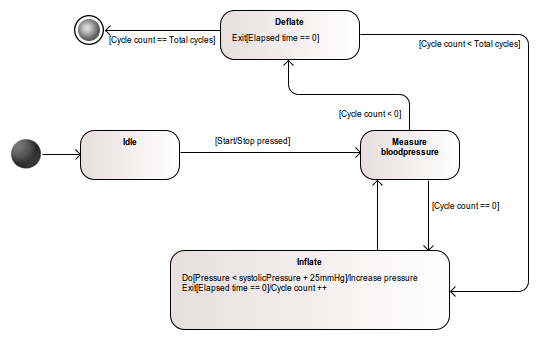 Deflate
Exit[Elapsed time == 0]
[Cycle count == Total cycles]
[Cycle count < Total cycles]
[Cycle count < 0]
Idle
[Start/Stop pressed]
Measure
bloodpressure
[Cycle count == 0]
Inflate
Do[Pressure < systolicPressure + 25mmHg]/Increase pressure
Exit[Elapsed time == 0]/Cycle count ++